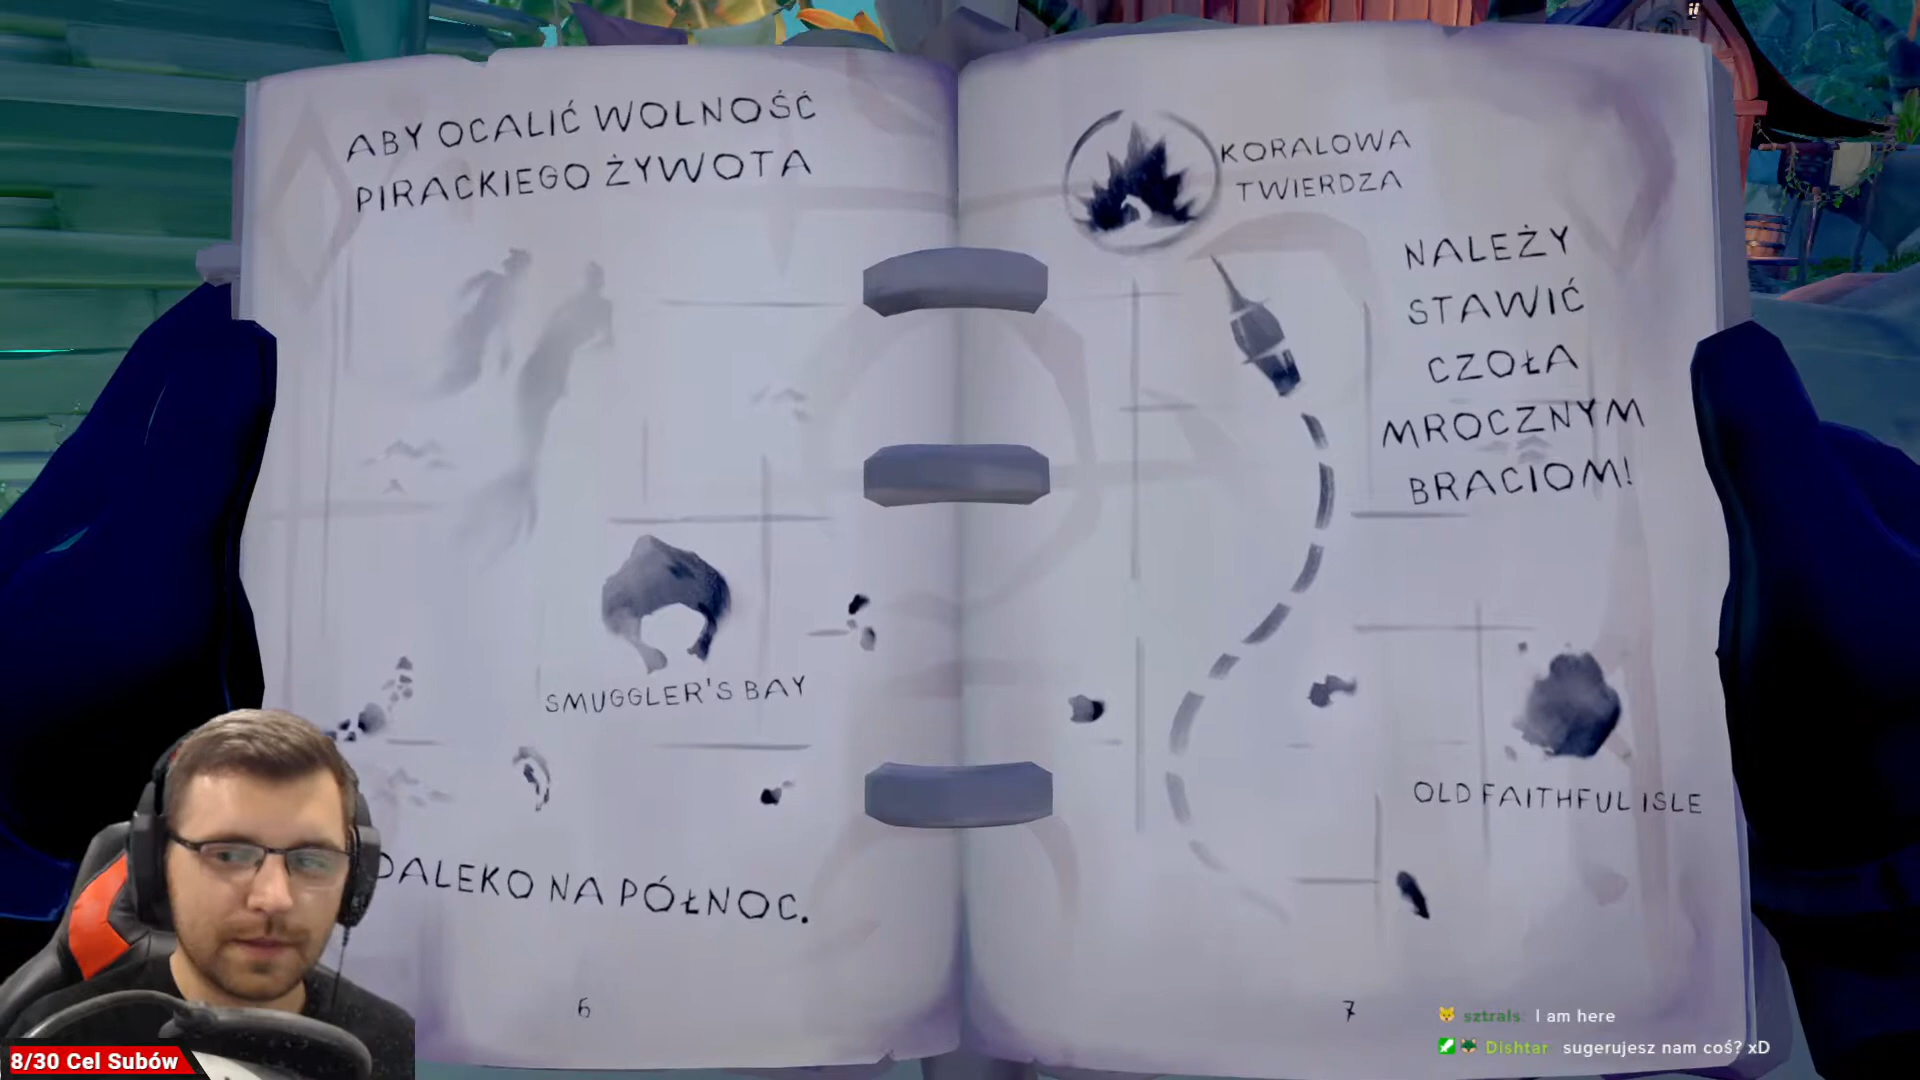 ABY OCALIĆ WOLNOŚĆ
PIRACKIEGO ŻYWOTA
SMUGGLER'S BAY
DALEKO NA PÓŁNOC.
6
KORALOWA
TWIERDZA
NALEŻY
STAWIĆ
CZOŁA
MROCZNYM
BRACIOM!
OLD FAITHFUL ISLE
7
sztrals: I am here
Dishtar: sugerujesz nam coś? xD
8/30 Cel Subów